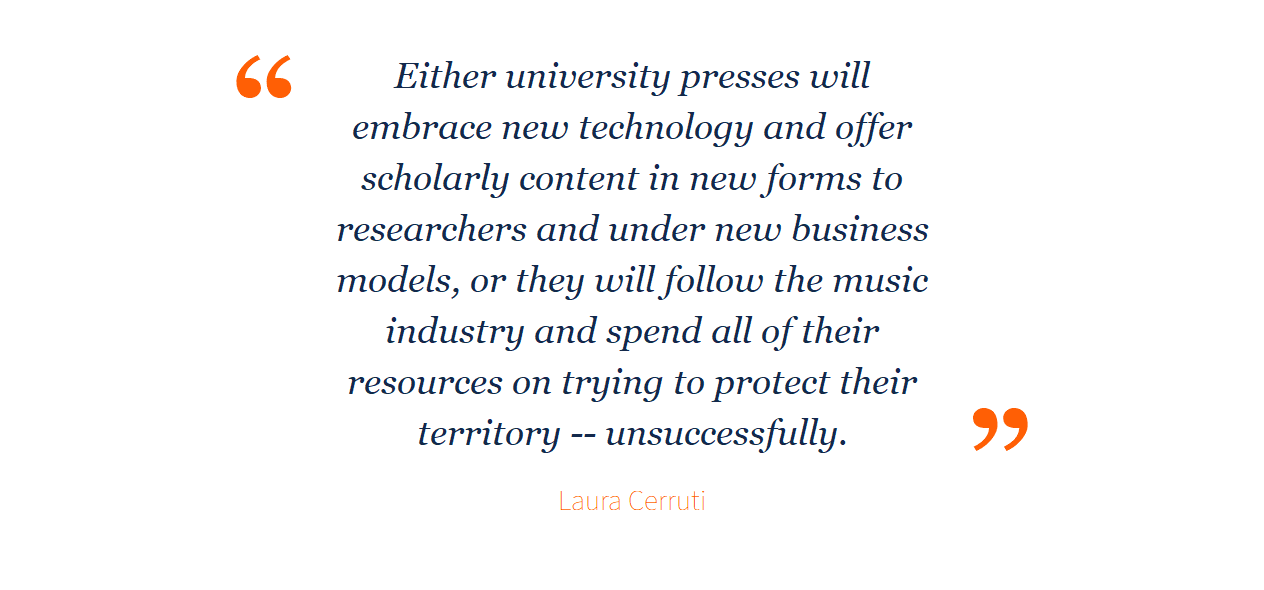 “ Either university presses will
embrace new technology and offer
scholarly content in new forms to
researchers and under new business
models, or they will follow the music
industry and spend all of their
resources on trying to protect their
territory -- unsuccessfully. ”
Laura Cerruti